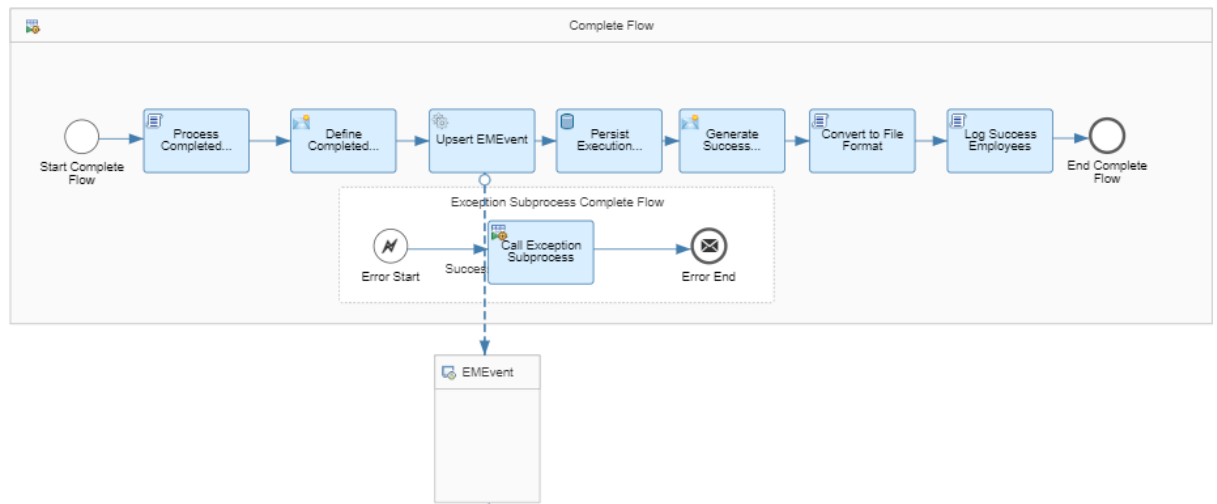 Complete Flow
Start Complete
Flow
Process
Completed...
Define
Completed...
Upsert EMEvent
Persist
Execution...
Generate
Success...
Convert to File
Format
Log Success
Employees
End Complete
Flow
Exception Subprocess Complete Flow
Error Start
Succes
Call Exception
Subprocess
Error End
EMEvent